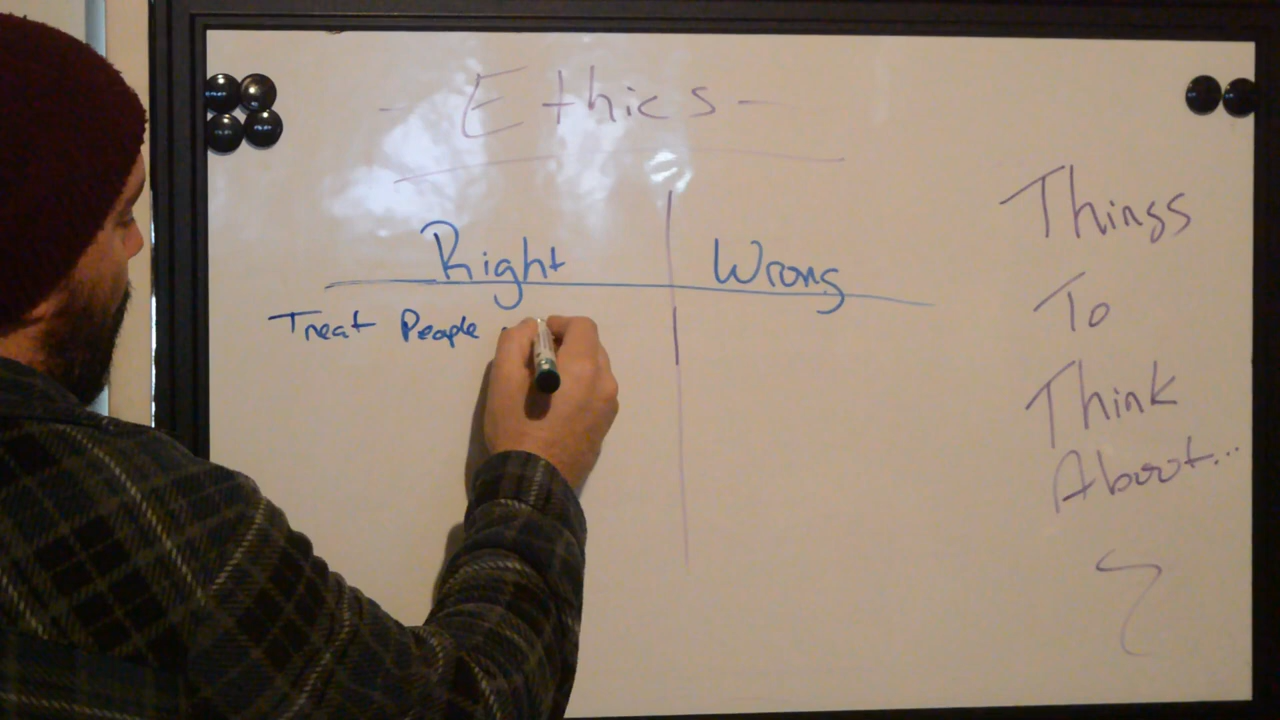 - Ethics -
Right
Wrong
Treat People
Things
To
Think
About...